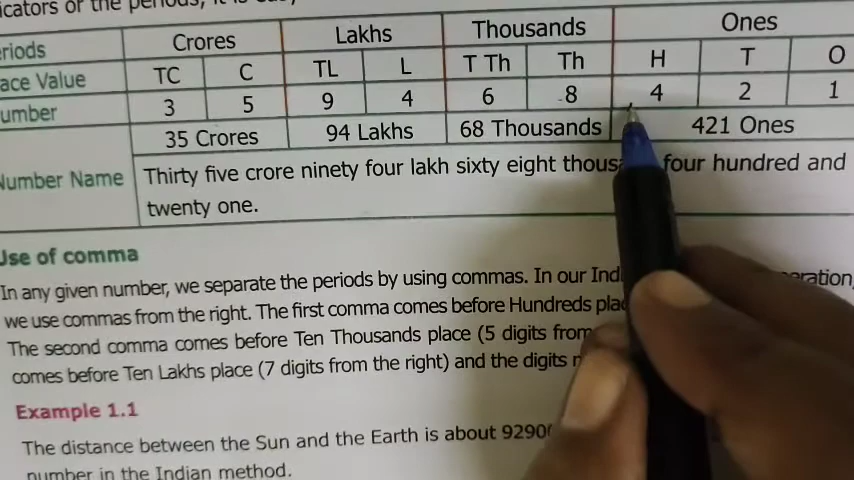 icators of the periods, it is
Crores Lakhs Thousands Ones
eriods
ace Value TC C TL L T Th Th H T O
umber 3 5 9 4 6 8 4 2 1
35 Crores 94 Lakhs 68 Thousands 421 Ones
Number Name Thirty five crore ninety four lakh sixty eight thous four hundred and
twenty one.
Use of comma
In any given number, we separate the periods by using commas. In our Ind eration,
we use commas from the right. The first comma comes before Hundreds plac
The second comma comes before Ten Thousands place (5 digits from
comes before Ten Lakhs place (7 digits from the right) and the digits
Example 1.1
The distance between the Sun and the Earth is about 9290
number in the Indian method.